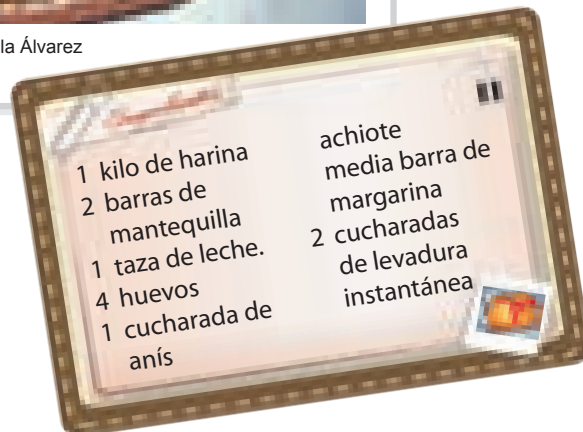 la Álvarez
1 kilo de harina
2 barras de
mantequilla
1 taza de leche.
4 huevos
1 cucharada de
anís
achiote
media barra de
margarina
2 cucharadas
de levadura
instantánea